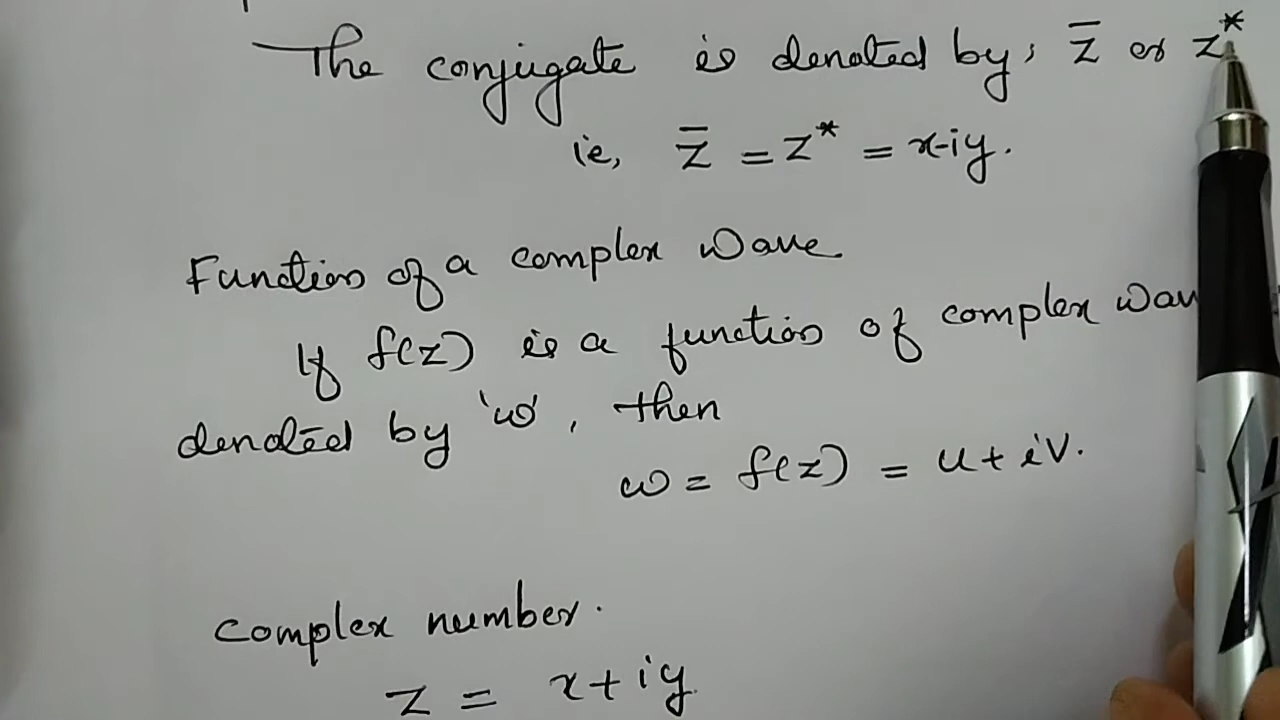 The conjugate is denoted by; z̄ or z*
ie, z̄ = z* = x-iy.
Function of a complex wave
If f(z) is a function of complex wav
denoted by 'w', then
w = f(z) = u + iv.
Complex number.
z = x + iy